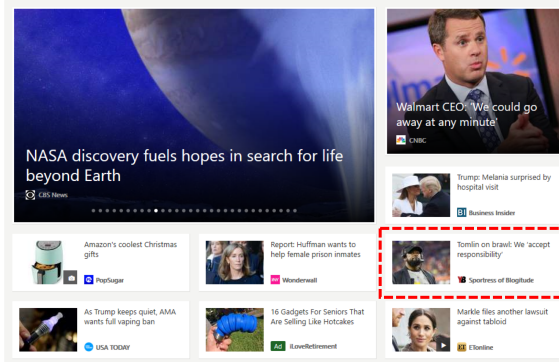 NASA discovery fuels hopes in search for life
beyond Earth
CBS News
Walmart CEO: 'We could go
away at any minute'
CNBC
Trump: Melania surprised by
hospital visit
BI Business Insider
Amazon's coolest Christmas
gifts
PopSugar
Report: Huffman wants to
help female prison inmates
Wonderwall
Tomlin on brawl: We 'accept
responsibility'
Sportress of Blogitude
As Trump keeps quiet, AMA
wants full vaping ban
USA TODAY
16 Gadgets For Seniors That
Are Selling Like Hotcakes
Ad iLoveRetirement
Markle files another lawsuit
against tabloid
ETonline